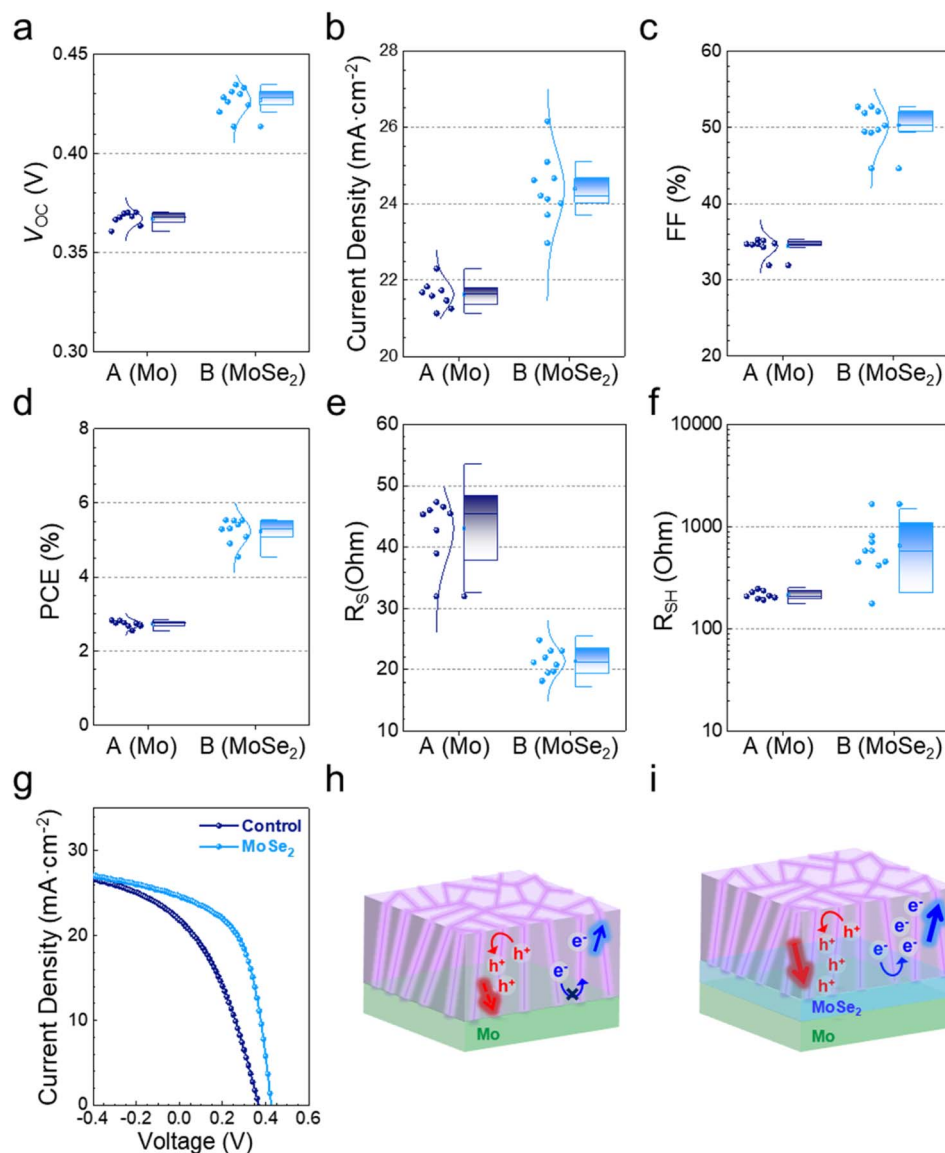 a
0.45
0.40
0.35
0.30
V_OC (V)
A (Mo) B (MoSe₂)
b
28
26
24
22
20
Current Density (mA·cm⁻²)
A (Mo) B (MoSe₂)
c
60
50
40
30
20
FF (%)
A (Mo) B (MoSe₂)
d
8
6
4
2
0
PCE (%)
A (Mo) B (MoSe₂)
e
60
50
40
30
20
10
R_S(Ohm)
A (Mo) B (MoSe₂)
f
10000
1000
100
10
R_SH (Ohm)
A (Mo) B (MoSe₂)
g
30
20
10
0
Current Density (mA·cm⁻²)
Control
MoSe₂
-0.4 -0.2 0.0 0.2 0.4 0.6
Voltage (V)
h
h⁺
h⁺
h⁺
e⁻
e⁻
Mo
i
h⁺
h⁺
h⁺
h⁺
e⁻
e⁻
e⁻
e⁻
e⁻
MoSe₂
Mo